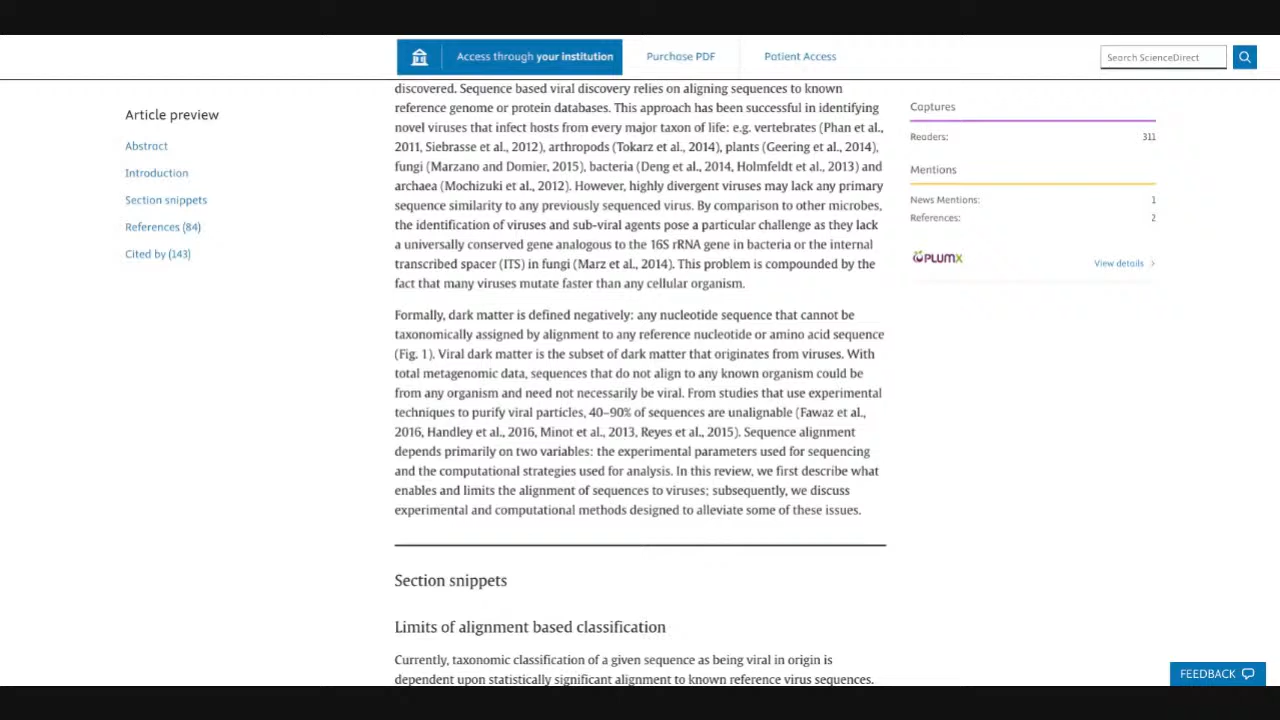 Access through your institution
Purchase PDF
Patient Access
Search ScienceDirect
Article preview
Abstract
Introduction
Section snippets
References (84)
Cited by (143)
discovered. Sequence based viral discovery relies on aligning sequences to known
reference genome or protein databases. This approach has been successful in identifying
novel viruses that infect hosts from every major taxon of life: e.g. vertebrates (Phan et al.,
2011, Siebrasse et al., 2012), arthropods (Tokarz et al., 2014), plants (Geering et al., 2014),
fungi (Marzano and Domier, 2015), bacteria (Deng et al., 2014, Holmfeldt et al., 2013) and
archaea (Mochizuki et al., 2012). However, highly divergent viruses may lack any primary
sequence similarity to any previously sequenced virus. By comparison to other microbes,
the identification of viruses and sub-viral agents pose a particular challenge as they lack
a universally conserved gene analogous to the 16S rRNA gene in bacteria or the internal
transcribed spacer (ITS) in fungi (Marz et al., 2014). This problem is compounded by the
fact that many viruses mutate faster than any cellular organism.
Formally, dark matter is defined negatively: any nucleotide sequence that cannot be
taxonomically assigned by alignment to any reference nucleotide or amino acid sequence
(Fig. 1). Viral dark matter is the subset of dark matter that originates from viruses. With
total metagenomic data, sequences that do not align to any known organism could be
from any organism and need not necessarily be viral. From studies that use experimental
techniques to purify viral particles, 40–90% of sequences are unalignable (Fawaz et al.,
2016, Handley et al., 2016, Minot et al., 2013, Reyes et al., 2015). Sequence alignment
depends primarily on two variables: the experimental parameters used for sequencing
and the computational strategies used for analysis. In this review, we first describe what
enables and limits the alignment of sequences to viruses; subsequently, we discuss
experimental and computational methods designed to alleviate some of these issues.
Section snippets
Limits of alignment based classification
Currently, taxonomic classification of a given sequence as being viral in origin is
dependent upon statistically significant alignment to known reference virus sequences.
Captures
Readers: 311
Mentions
News Mentions: 1
References: 2
PLUMX
View details
FEEDBACK